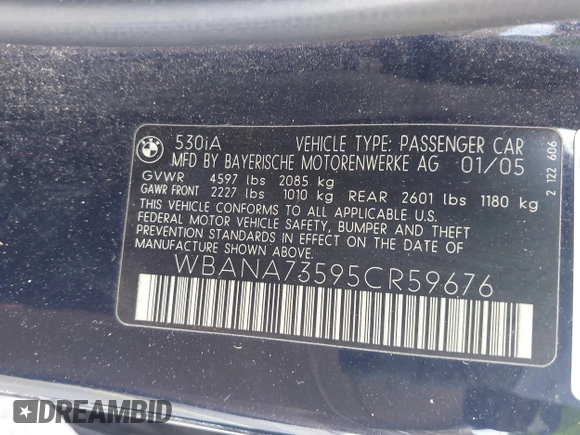 530iA VEHICLE TYPE: PASSENGER CAR
MFD BY BAYERISCHE MOTORENWERKE AG 01/05
GVWR 4597 lbs 2085 kg
GAWR FRONT 2227 lbs 1010 kg REAR 2601 lbs 1180 kg
THIS VEHICLE CONFORMS TO ALL APPLICABLE U.S.
FEDERAL MOTOR VEHICLE SAFETY, BUMPER AND THEFT
PREVENTION STANDARDS IN EFFECT ON THE DATE OF
MANUFACTURE SHOWN ABOVE.
WBANA73595CR59676
2 122 606
DREAMBID